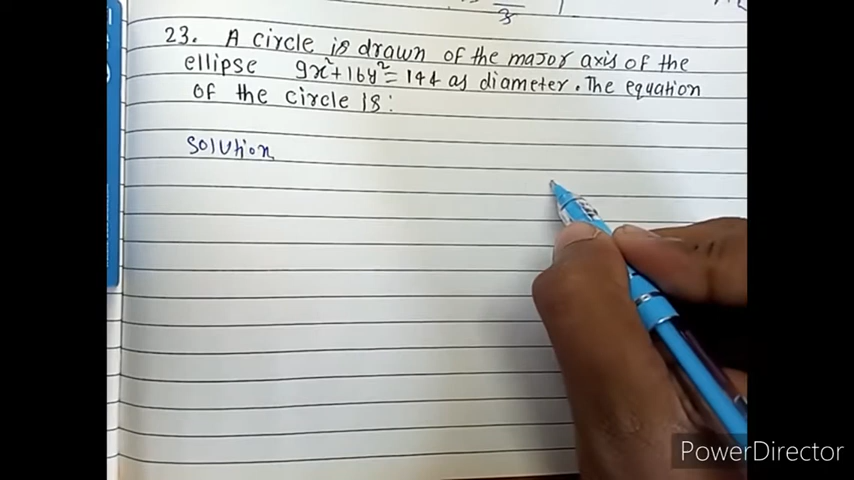 3
23. A circle is drawn of the major axis of the
ellipse 9x²+16y²=144 as diameter. The equation
of the circle is:
Solution
PowerDirector